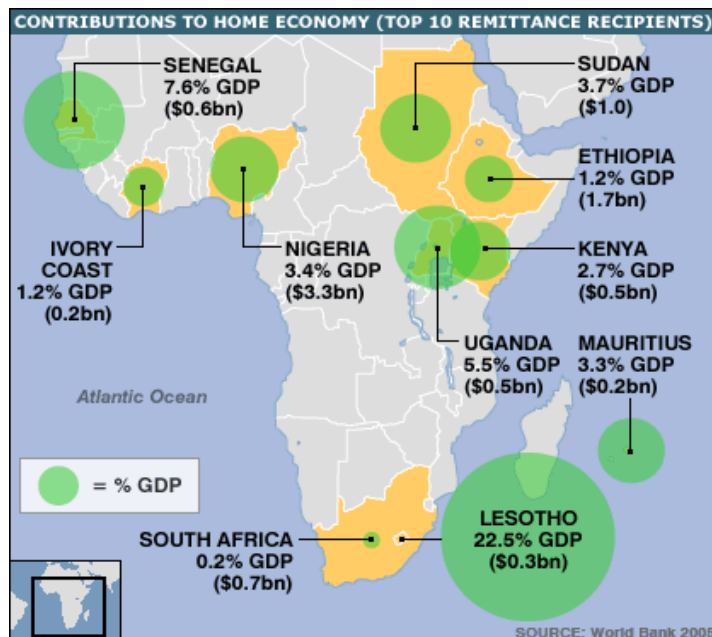 CONTRIBUTIONS TO HOME ECONOMY (TOP 10 REMITTANCE RECIPIENTS)
SENEGAL
7.6% GDP
($0.6bn)
SUDAN
3.7% GDP
($1.0)
ETHIOPIA
1.2% GDP
(1.7bn)
IVORY
COAST
1.2% GDP
(0.2bn)
NIGERIA
3.4% GDP
($3.3bn)
KENYA
2.7% GDP
($0.5bn)
UGANDA
5.5% GDP
($0.5bn)
MAURITIUS
3.3% GDP
($0.2bn)
Atlantic Ocean
= % GDP
SOUTH AFRICA
0.2% GDP
($0.7bn)
LESOTHO
22.5% GDP
($0.3bn)
SOURCE: World Bank